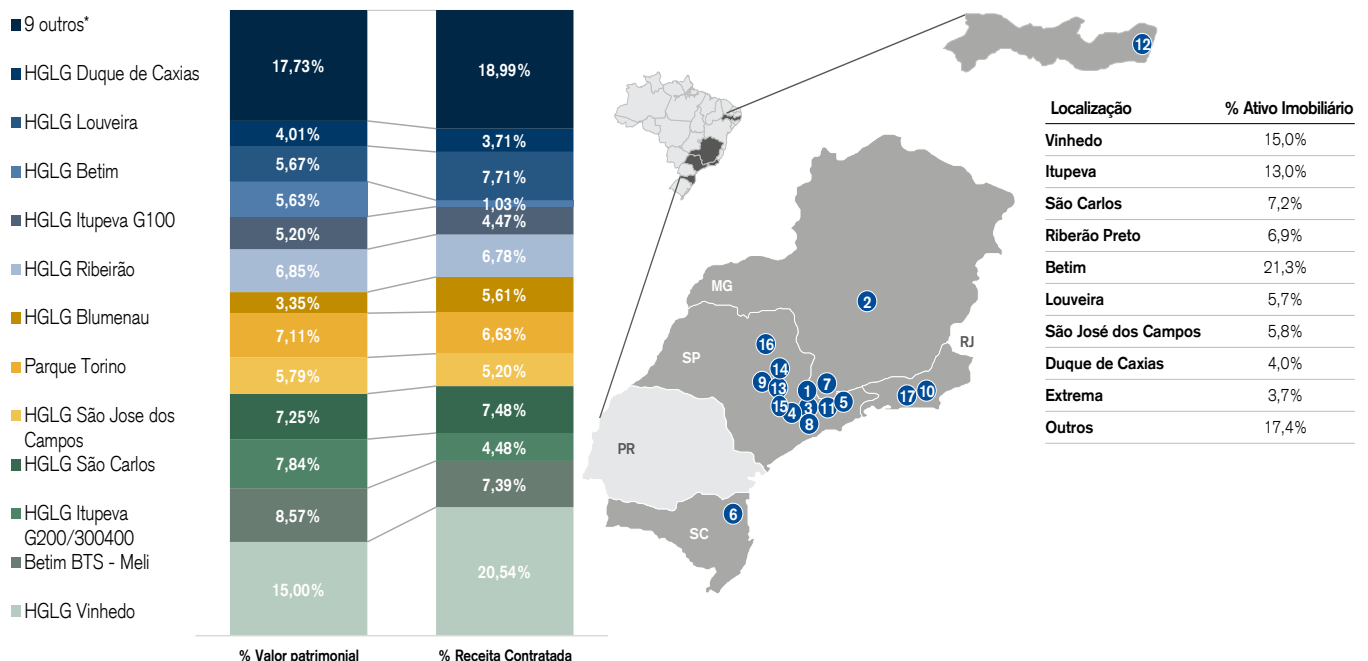 9 outros*
HGLG Duque de Caxias
HGLG Louveira
HGLG Betim
HGLG Itupeva G100
HGLG Ribeirão
HGLG Blumenau
Parque Torino
HGLG São Jose dos
Campos
HGLG São Carlos
HGLG Itupeva
G200/300400
Betim BTS - Meli
HGLG Vinhedo
17,73%
4,01%
5,67%
5,63%
5,20%
6,85%
3,35%
7,11%
5,79%
7,25%
7,84%
8,57%
15,00%
% Valor patrimonial
18,99%
3,71%
7,71%
1,03%
4,47%
6,78%
5,61%
6,63%
5,20%
7,48%
4,48%
7,39%
20,54%
% Receita Contratada
12
MG
2
RJ
SP
16
14
9
13
1
7
15
4
3
11
5
8
17
10
PR
6
SC
Localização % Ativo Imobiliário
Vinhedo 15,0%
Itupeva 13,0%
São Carlos 7,2%
Riberão Preto 6,9%
Betim 21,3%
Louveira 5,7%
São José dos Campos 5,8%
Duque de Caxias 4,0%
Extrema 3,7%
Outros 17,4%